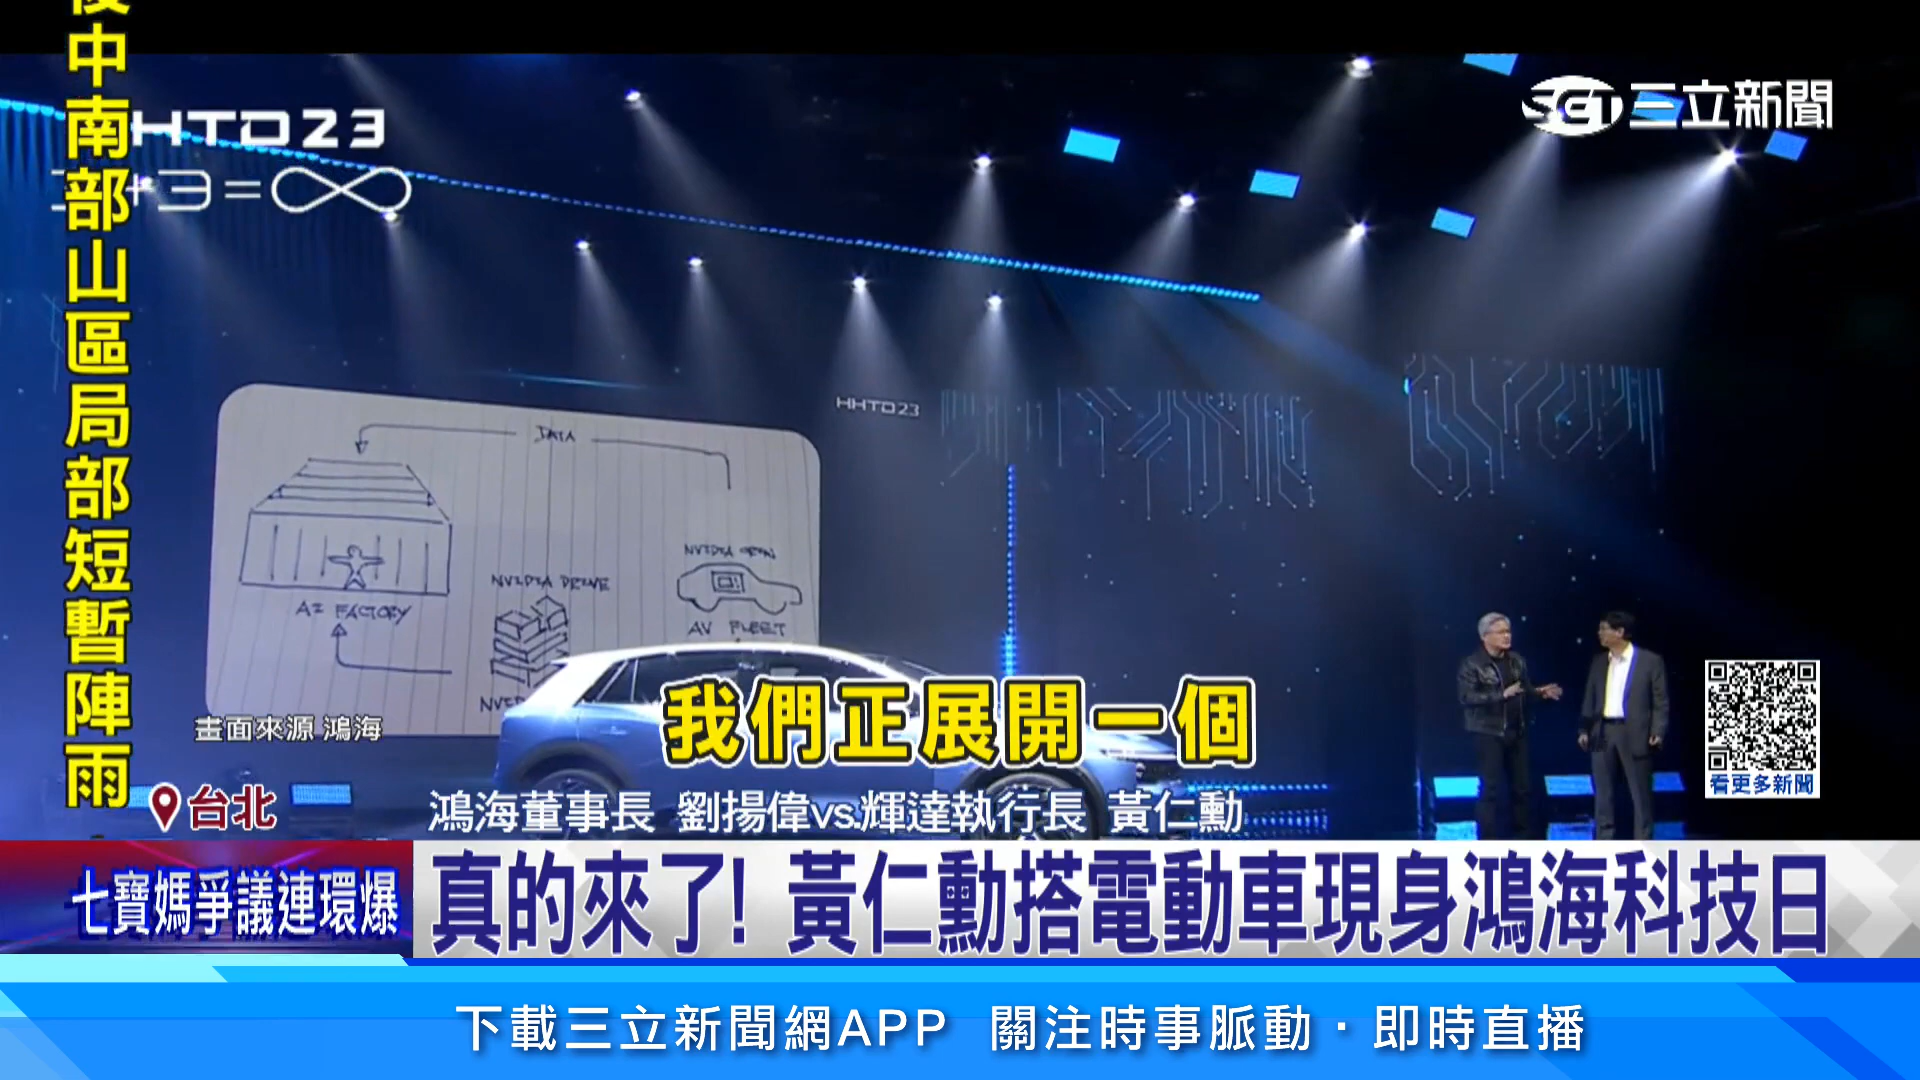 中南部山區局部短暫陣雨
HHTD23
3+3=∞
SET三立新聞
HHTD23
DATA
NVIDIA ORIN
NVIDIA DRIVE
AI FACTORY
AV FLEET
我們正展開一個
畫面來源 鴻海
看更多新聞
台北
鴻海董事長 劉揚偉vs.輝達執行長 黃仁勳
七寶媽爭議連環爆
真的來了! 黃仁勳搭電動車現身鴻海科技日
下載三立新聞網APP 關注時事脈動·即時直播